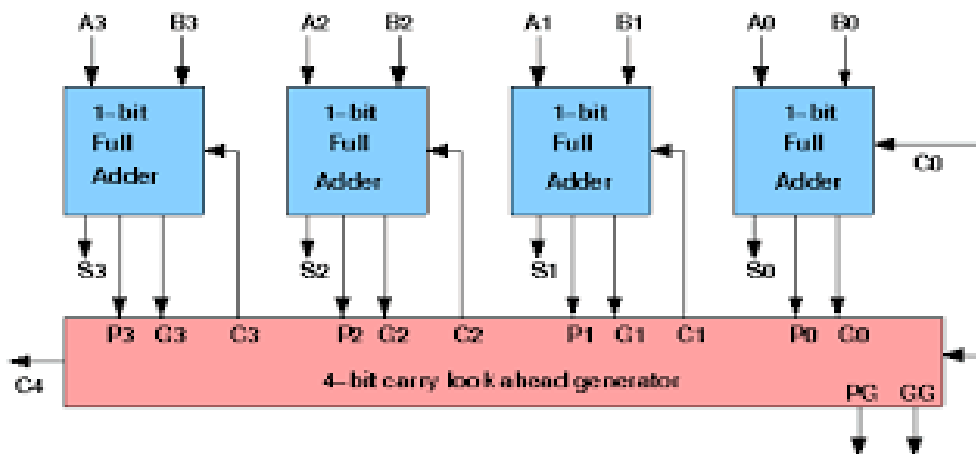 A3 B3 A2 B2 A1 B1 A0 B0
1-bit Full Adder
1-bit Full Adder
1-bit Full Adder
1-bit Full Adder
C0
S3 S2 S1 S0
P3 G3 C3 P2 G2 C2 P1 G1 C1 P0 G0
C4
4-bit carry look ahead generator
PG GG